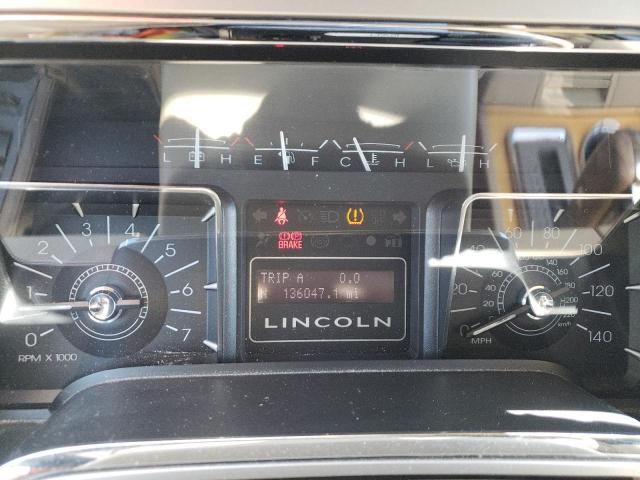 L H E F C H L H
2 3 4 5
1 6
0 7
RPM X 1000
BRAKE
TRIP A 0.0
N 136047.1 mi
LINCOLN
40 80 100
20 120
0 140
MPH km/h